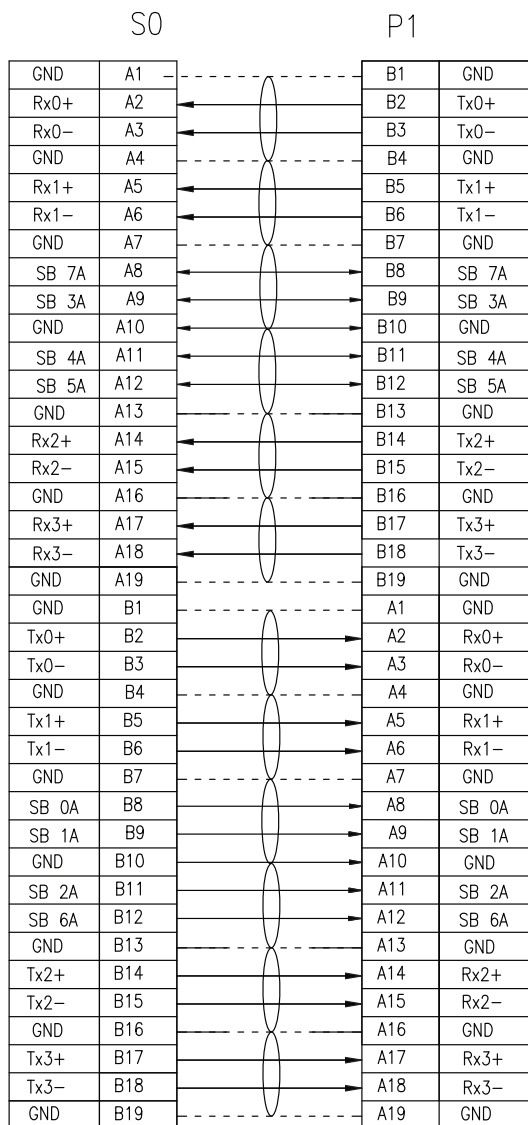 S0 P1
GND A1 B1 GND
Rx0+ A2 B2 Tx0+
Rx0- A3 B3 Tx0-
GND A4 B4 GND
Rx1+ A5 B5 Tx1+
Rx1- A6 B6 Tx1-
GND A7 B7 GND
SB 7A A8 B8 SB 7A
SB 3A A9 B9 SB 3A
GND A10 B10 GND
SB 4A A11 B11 SB 4A
SB 5A A12 B12 SB 5A
GND A13 B13 GND
Rx2+ A14 B14 Tx2+
Rx2- A15 B15 Tx2-
GND A16 B16 GND
Rx3+ A17 B17 Tx3+
Rx3- A18 B18 Tx3-
GND A19 B19 GND
GND B1 A1 GND
Tx0+ B2 A2 Rx0+
Tx0- B3 A3 Rx0-
GND B4 A4 GND
Tx1+ B5 A5 Rx1+
Tx1- B6 A6 Rx1-
GND B7 A7 GND
SB 0A B8 A8 SB 0A
SB 1A B9 A9 SB 1A
GND B10 A10 GND
SB 2A B11 A11 SB 2A
SB 6A B12 A12 SB 6A
GND B13 A13 GND
Tx2+ B14 A14 Rx2+
Tx2- B15 A15 Rx2-
GND B16 A16 GND
Tx3+ B17 A17 Rx3+
Tx3- B18 A18 Rx3-
GND B19 A19 GND